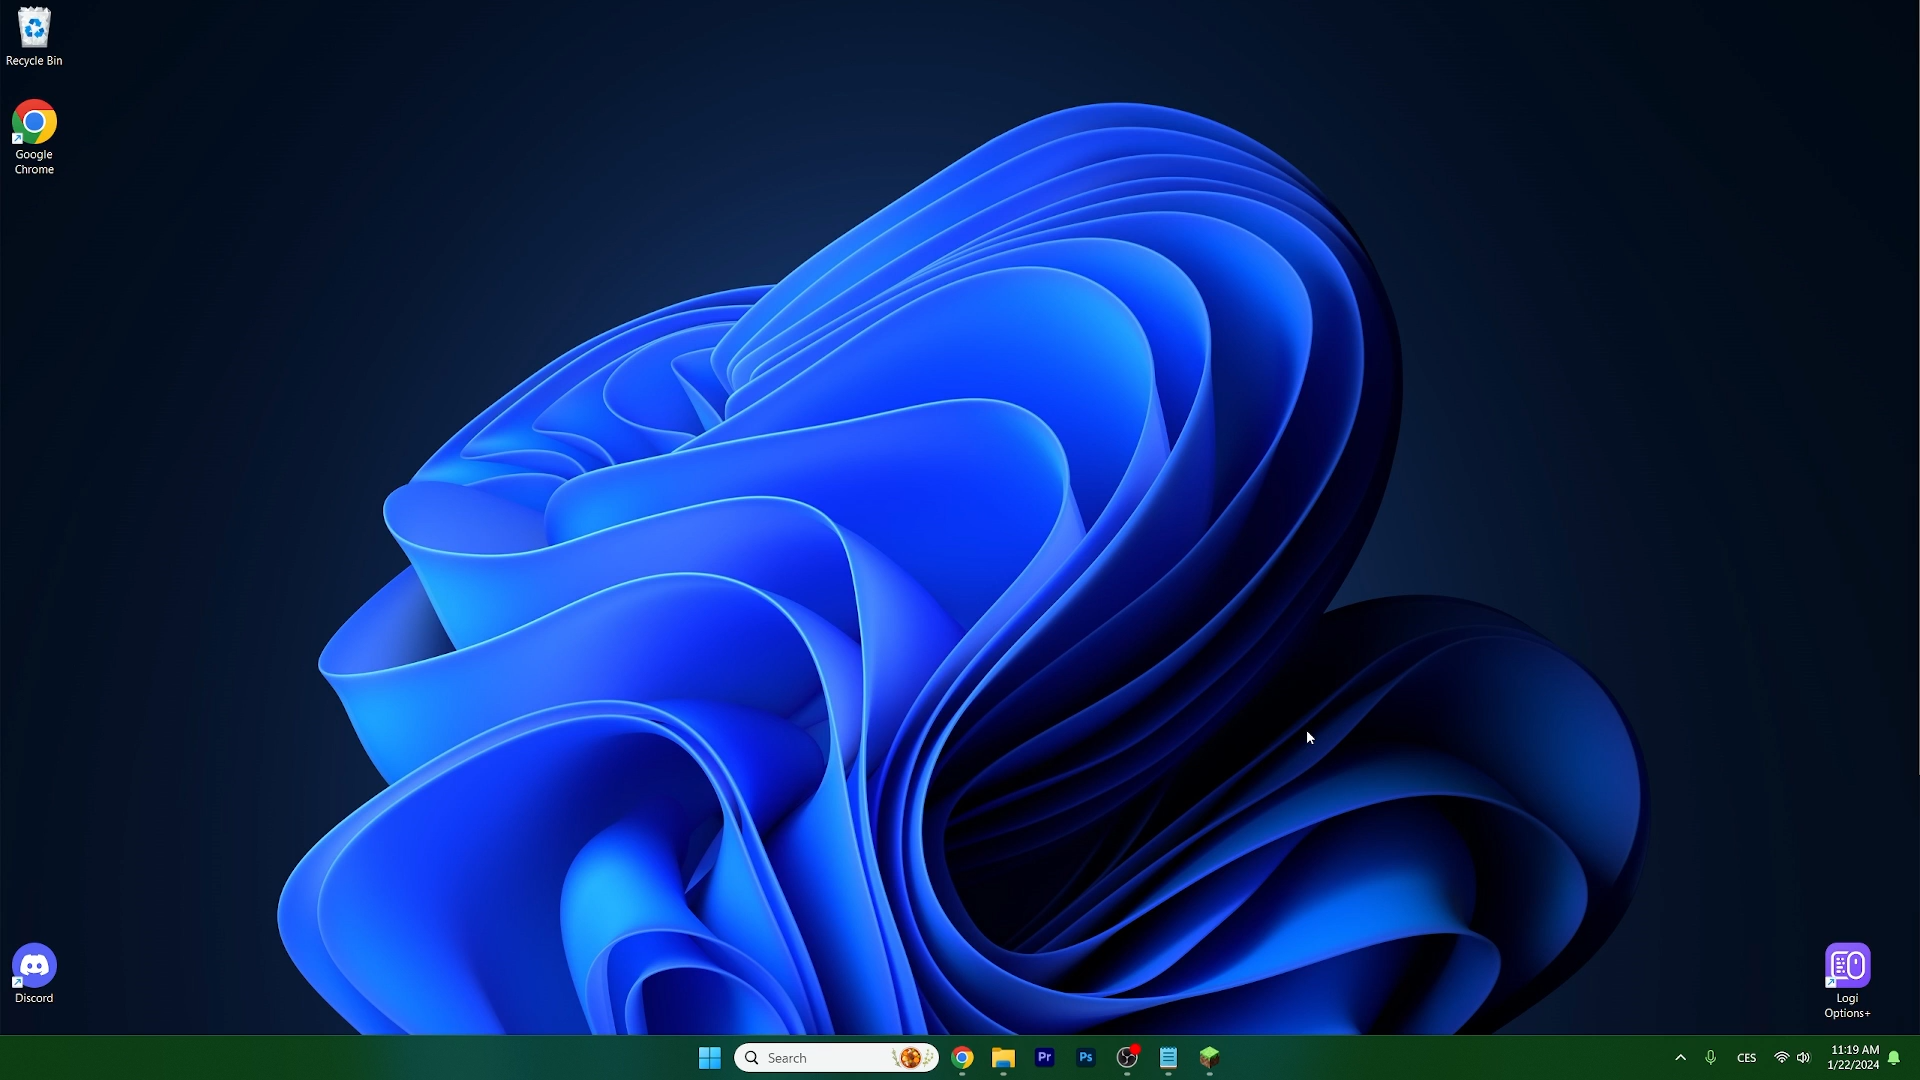 Recycle Bin
Google
Chrome
Discord
Logi
Options+
Search
Pr
Ps
CES
11:19 AM
1/22/2024